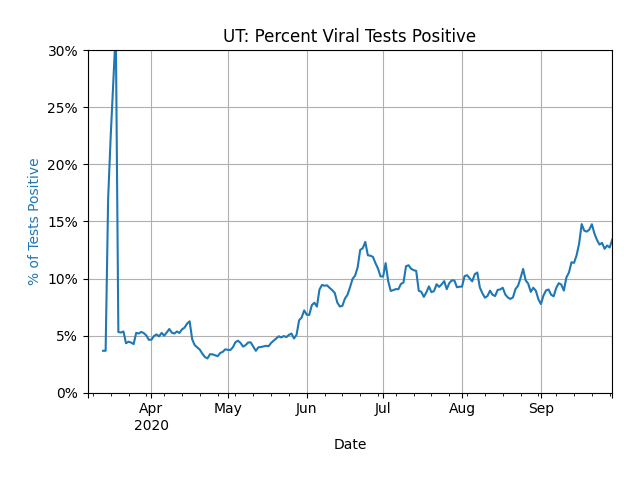 UT: Percent Viral Tests Positive
% of Tests Positive
30%
25%
20%
15%
10%
5%
0%
Apr
2020
May
Jun
Jul
Aug
Sep
Date